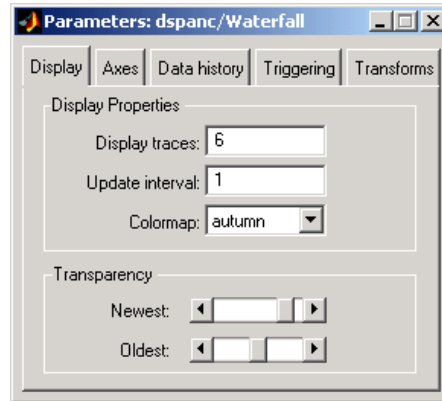 Parameters: dspanc/Waterfall
Display Axes Data history Triggering Transforms
Display Properties
Display traces: 6
Update interval: 1
Colormap: autumn
Transparency
Newest:
Oldest: